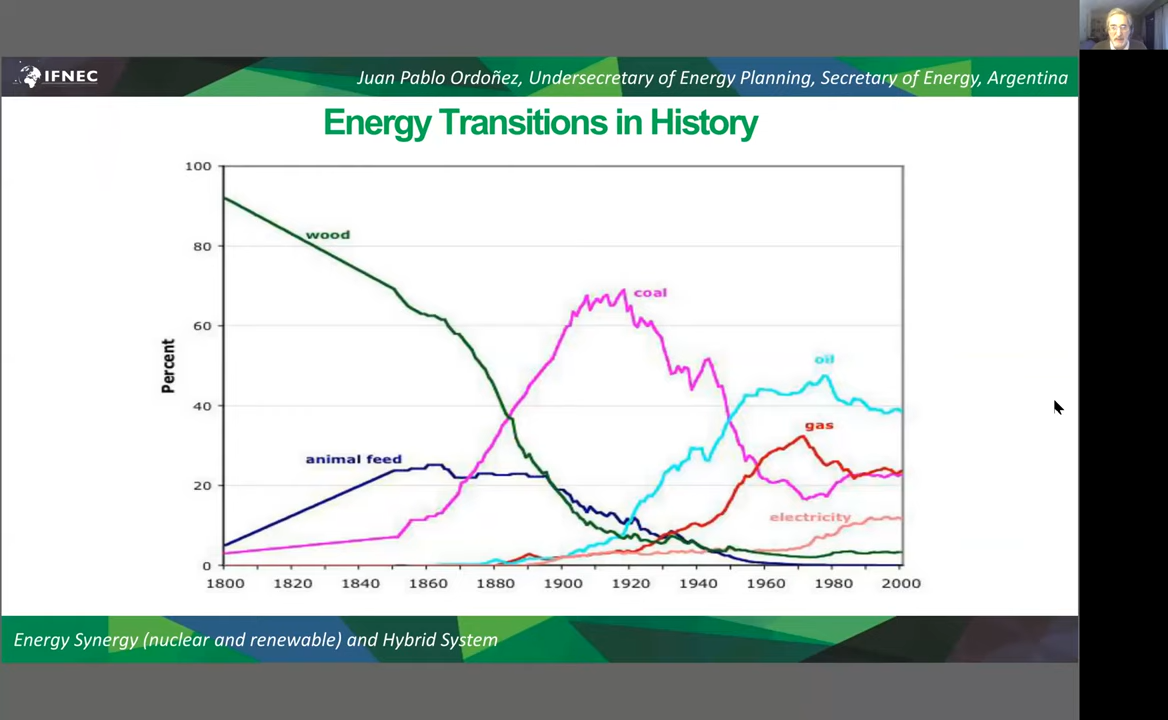 IFNEC
Juan Pablo Ordoñez, Undersecretary of Energy Planning, Secretary of Energy, Argentina
Energy Transitions in History
100
80
60
40
20
0
Percent
wood
coal
oil
gas
animal feed
electricity
1800 1820 1840 1860 1880 1900 1920 1940 1960 1980 2000
Energy Synergy (nuclear and renewable) and Hybrid System